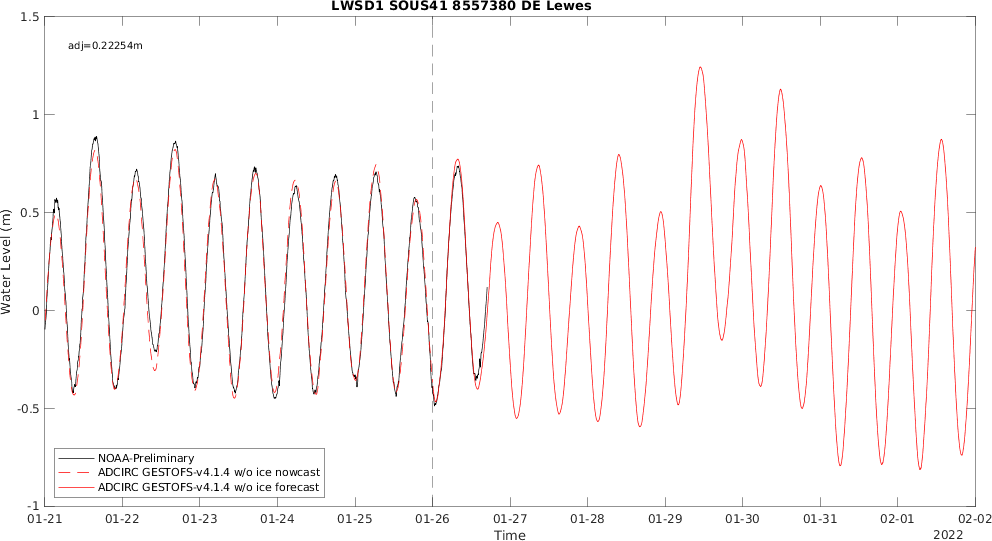 LWSD1 SOUS41 8557380 DE Lewes
adj=0.22254m
Water Level (m)
1.5
1
0.5
0
-0.5
-1
NOAA-Preliminary
ADCIRC GESTOFS-v4.1.4 w/o ice nowcast
ADCIRC GESTOFS-v4.1.4 w/o ice forecast
01-21 01-22 01-23 01-24 01-25 01-26 01-27 01-28 01-29 01-30 01-31 02-01 02-02
Time
2022